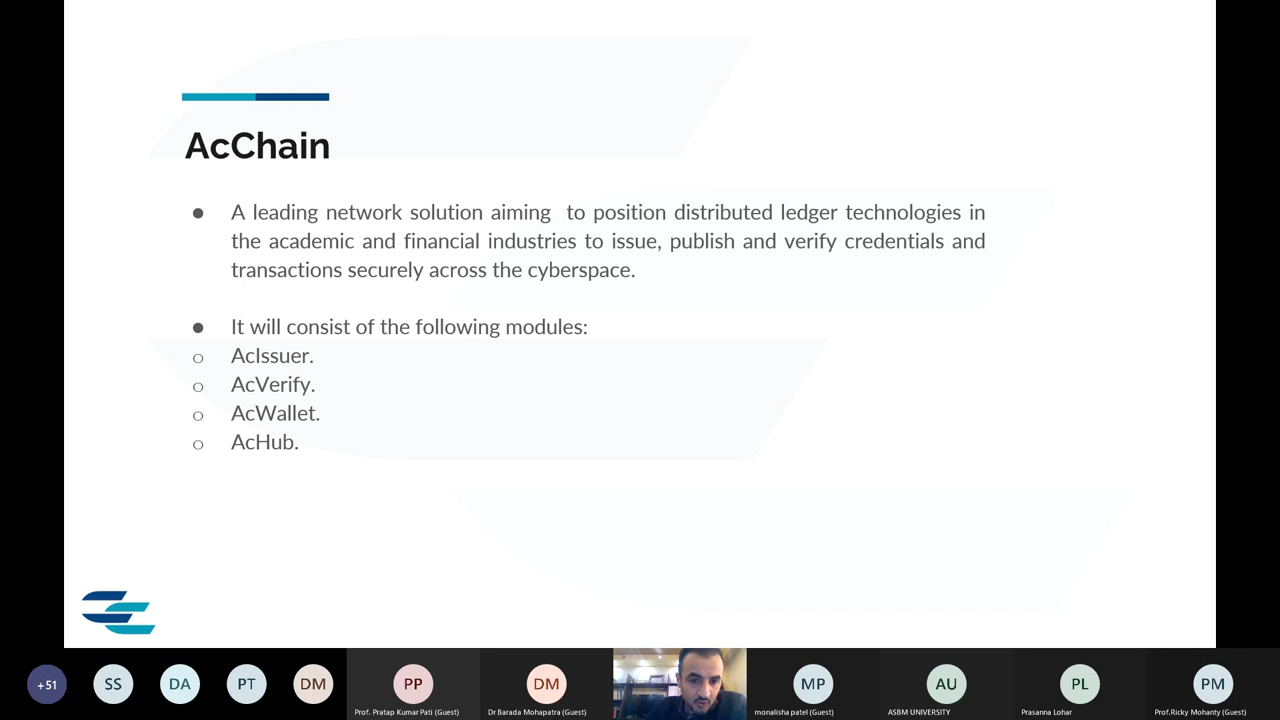 AcChain
● A leading network solution aiming to position distributed ledger technologies in
the academic and financial industries to issue, publish and verify credentials and
transactions securely across the cyberspace.
● It will consist of the following modules:
○ AcIssuer.
○ AcVerify.
○ AcWallet.
○ AcHub.
+51 SS DA PT DM PP DM MP AU PL PM
Prof. Pratap Kumar Pati (Guest) Dr Barada Mohapatra (Guest) monalisha patel (Guest) ASBM UNIVERSITY Prasanna Lohar Prof.Ricky Mohanty (Guest)